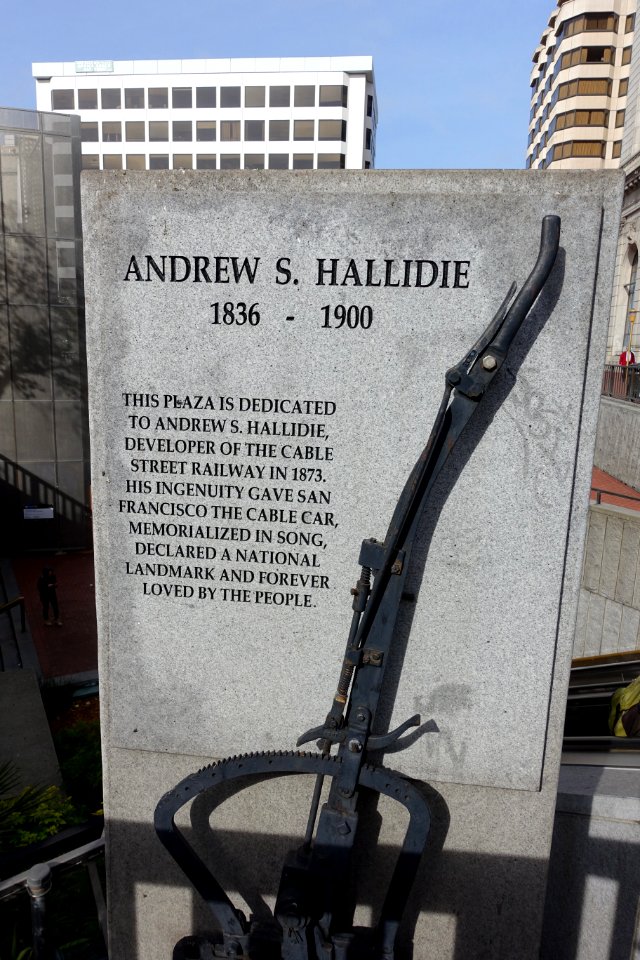 ANDREW S. HALLIDIE
1836 - 1900
THIS PLAZA IS DEDICATED
TO ANDREW S. HALLIDIE,
DEVELOPER OF THE CABLE
STREET RAILWAY IN 1873.
HIS INGENUITY GAVE SAN
FRANCISCO THE CABLE CAR,
MEMORIALIZED IN SONG,
DECLARED A NATIONAL
LANDMARK AND FOREVER
LOVED BY THE PEOPLE.